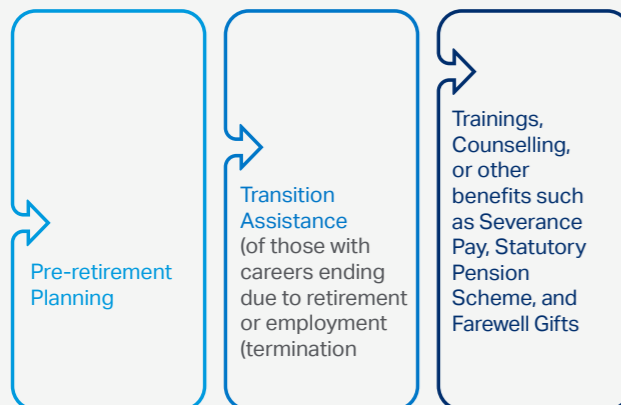 Pre-retirement
Planning
Transition
Assistance
(of those with
careers ending
due to retirement
or employment
(termination
Trainings,
Counselling,
or other
benefits such
as Severance
Pay, Statutory
Pension
Scheme, and
Farewell Gifts